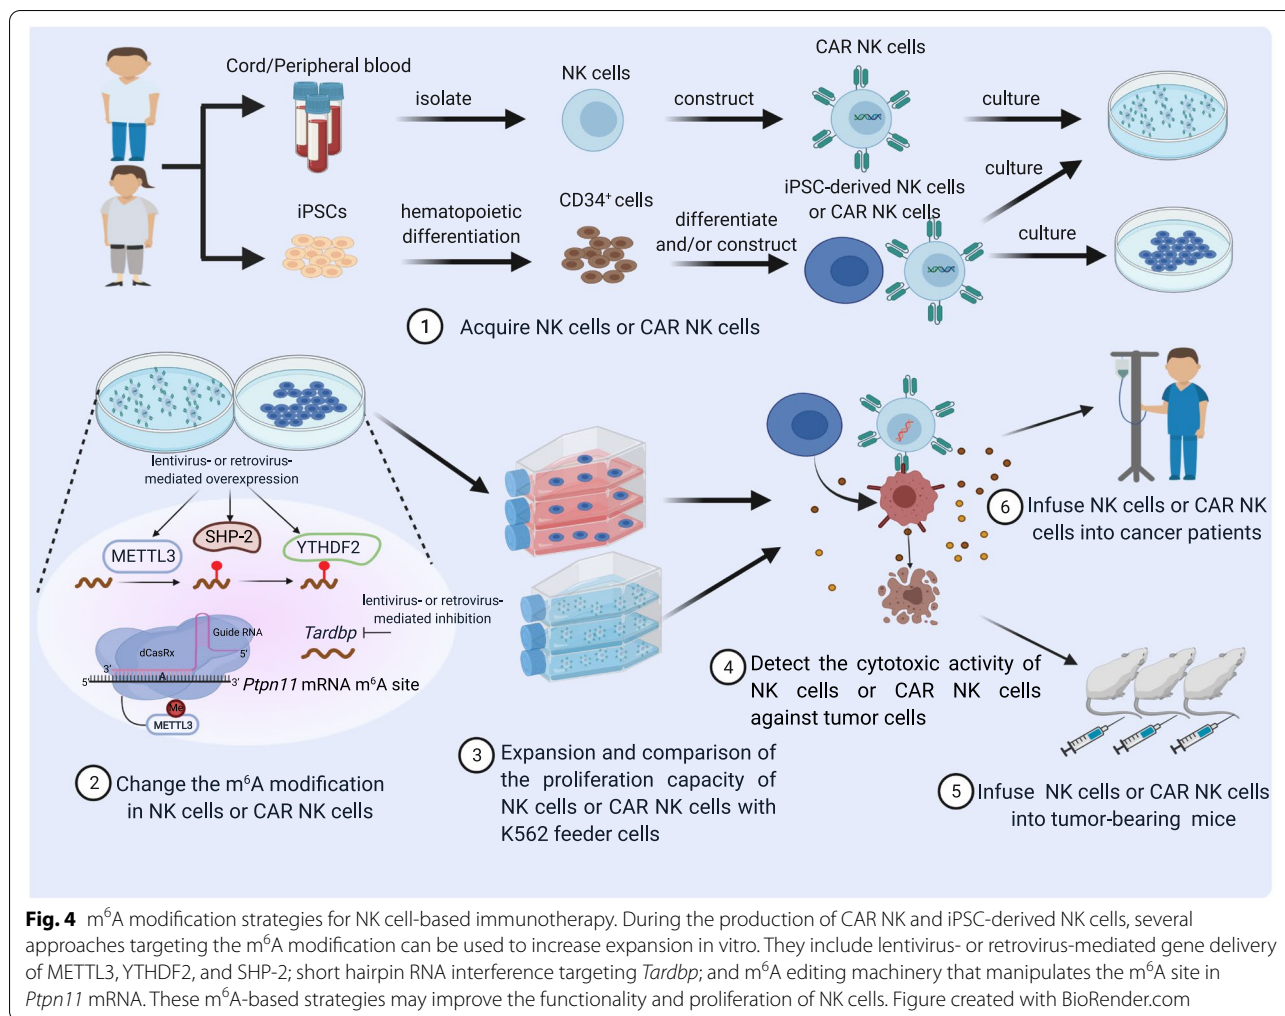 Cord/Peripheral blood
isolate
NK cells
construct
CAR NK cells
culture
iPSCs
hematopoietic
differentiation
CD34⁺ cells
differentiate
and/or construct
iPSC-derived NK cells
or CAR NK cells
culture
culture
1 Acquire NK cells or CAR NK cells
lentivirus- or retrovirus-
mediated overexpression
METTL3
SHP-2
YTHDF2
lentivirus- or retrovirus-
mediated inhibition
Tardbp
Guide RNA
dCasRx
3’
5’
A
5’
3’
Ptpn11 mRNA m⁶A site
Me
METTL3
2 Change the m⁶A modification
in NK cells or CAR NK cells
3 Expansion and comparison of
the proliferation capacity of
NK cells or CAR NK cells with
K562 feeder cells
4 Detect the cytotoxic activity of
NK cells or CAR NK cells
against tumor cells
6 Infuse NK cells or CAR NK
cells into cancer patients
5 Infuse NK cells or CAR NK cells
into tumor-bearing mice
Fig. 4 m⁶A modification strategies for NK cell-based immunotherapy. During the production of CAR NK and iPSC-derived NK cells, several
approaches targeting the m⁶A modification can be used to increase expansion in vitro. They include lentivirus- or retrovirus-mediated gene delivery
of METTL3, YTHDF2, and SHP-2; short hairpin RNA interference targeting Tardbp; and m⁶A editing machinery that manipulates the m⁶A site in
Ptpn11 mRNA. These m⁶A-based strategies may improve the functionality and proliferation of NK cells. Figure created with BioRender.com